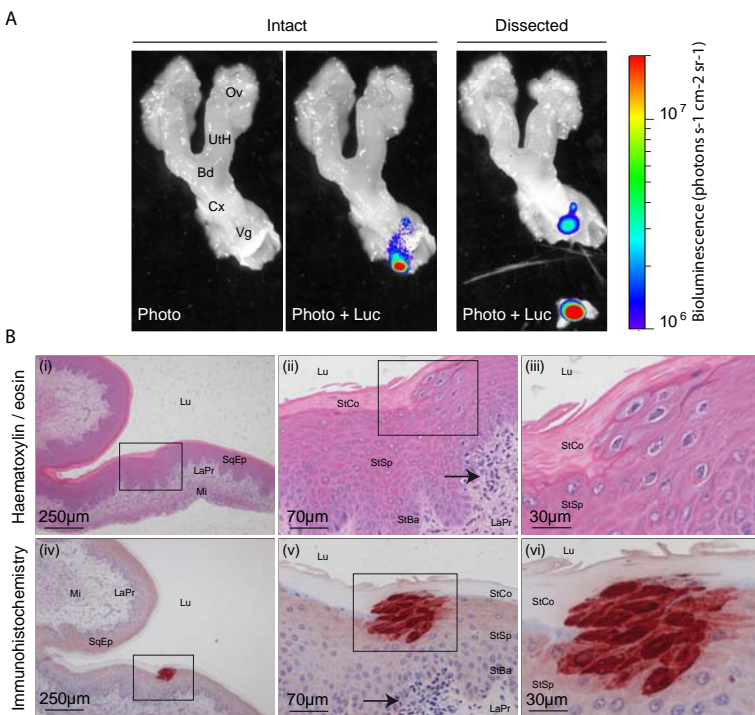 A
Intact
Dissected
Ov
UtH
Bd
Cx
Vg
Photo
Photo + Luc
Photo + Luc
10⁷
10⁶
Bioluminescence (photons s-1 cm-2 sr-1)
B
Haematoxylin / eosin
(i)
Lu
SqEp
LaPr
Mi
250µm
(ii)
Lu
StCo
StSp
StBa
LaPr
70µm
(iii)
Lu
StCo
StSp
30µm
Immunohistochemistry
(iv)
Mi
LaPr
Lu
SqEp
250µm
(v)
Lu
StCo
StSp
StBa
LaPr
70µm
(vi)
Lu
StCo
StSp
30µm